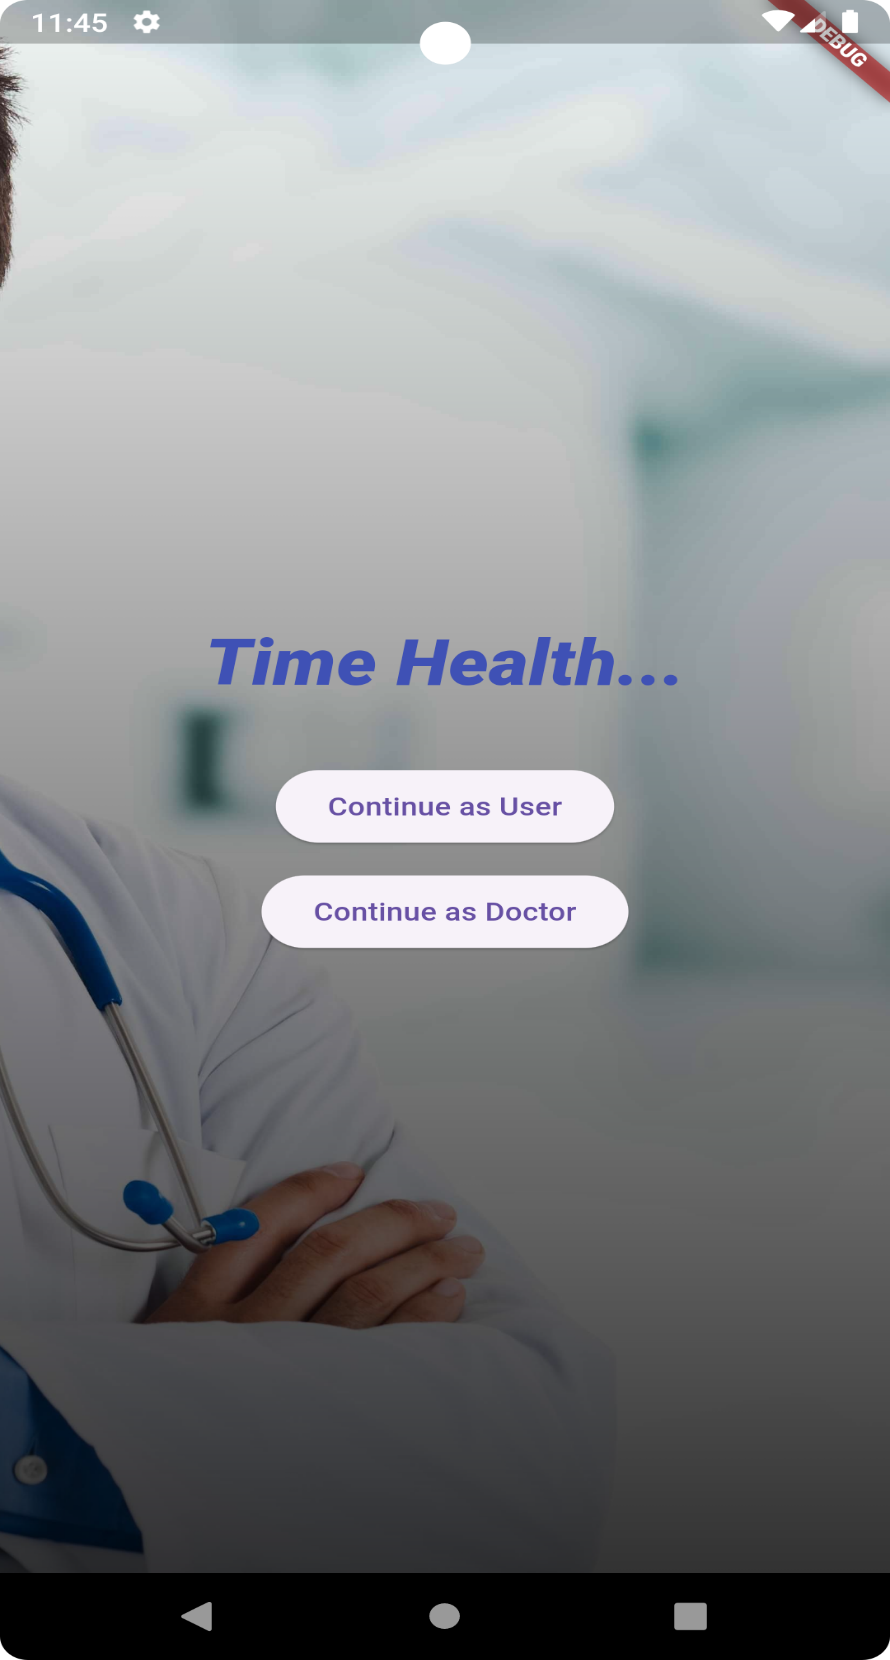 11:45
DEBUG
Time Health...
Continue as User
Continue as Doctor